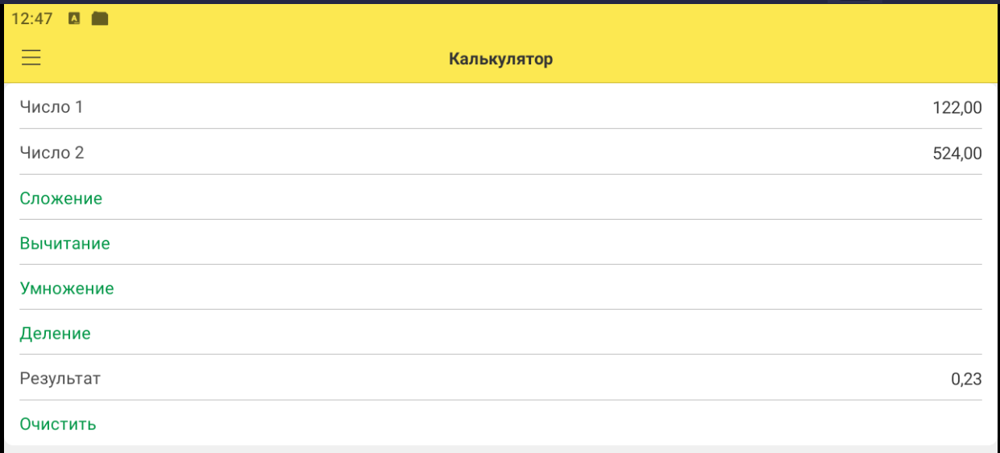 12:47
Калькулятор
Число 1 122,00
Число 2 524,00
Сложение
Вычитание
Умножение
Деление
Результат 0,23
Очистить